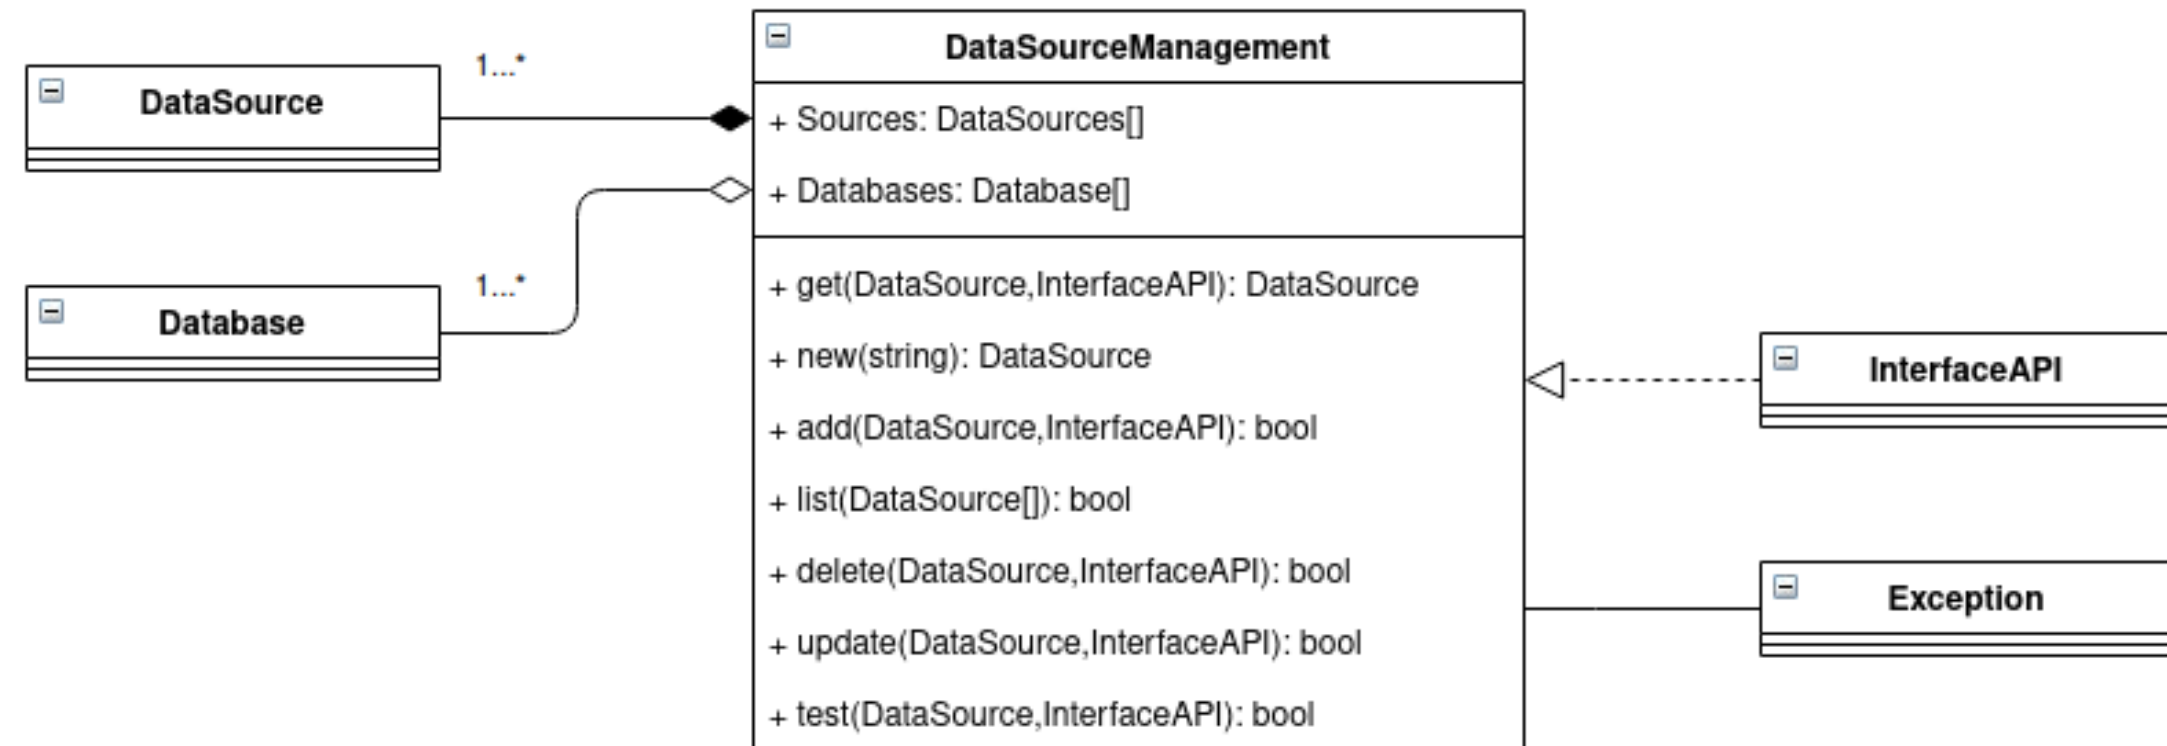 DataSource
1...*
Database
1...*
DataSourceManagement
+ Sources: DataSources[]
+ Databases: Database[]
+ get(DataSource,InterfaceAPI): DataSource
+ new(string): DataSource
+ add(DataSource,InterfaceAPI): bool
+ list(DataSource[]): bool
+ delete(DataSource,InterfaceAPI): bool
+ update(DataSource,InterfaceAPI): bool
+ test(DataSource,InterfaceAPI): bool
InterfaceAPI
Exception